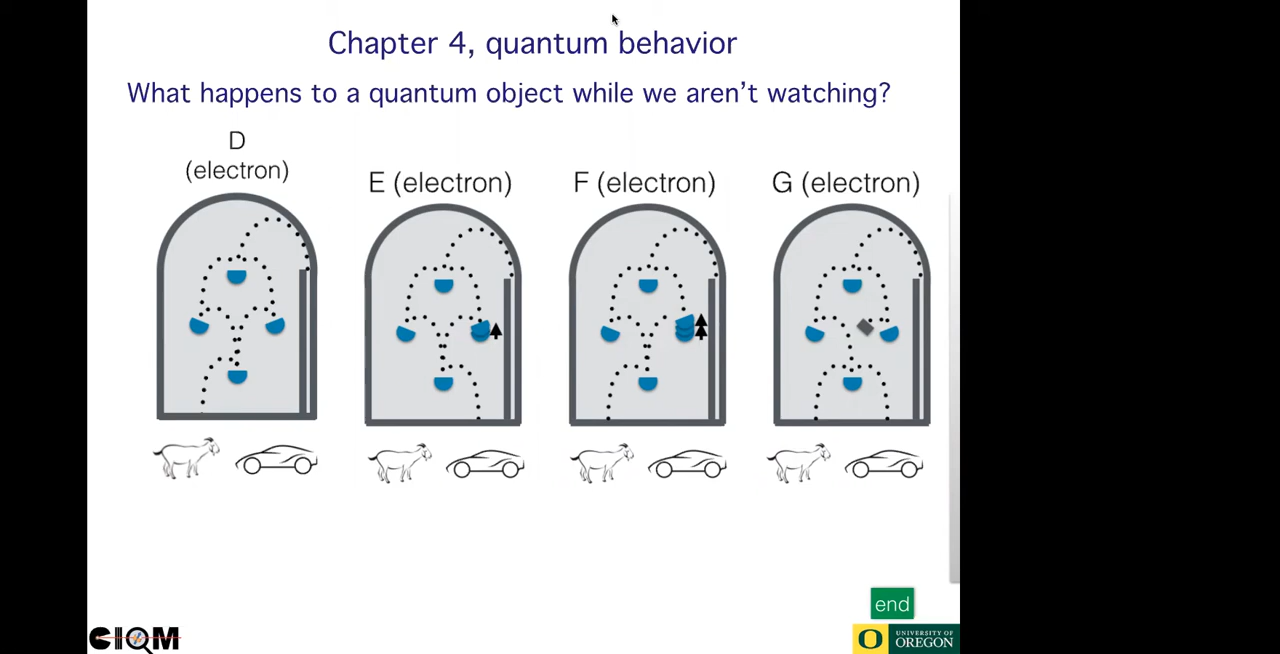 Chapter 4, quantum behavior
What happens to a quantum object while we aren't watching?
D
(electron)
E (electron)
F (electron)
G (electron)
end
CIQM
O
UNIVERSITY OF
OREGON